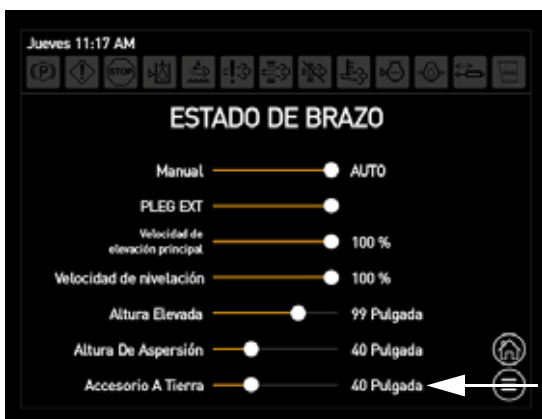 Jueves 11:17 AM
(P) STOP
ESTADO DE BRAZO
Manual AUTO
PLEG EXT
Velocidad de
elevación principal 100 %
Velocidad de nivelación 100 %
Altura Elevada 99 Pulgada
Altura De Aspersión 40 Pulgada
Accesorio A Tierra 40 Pulgada